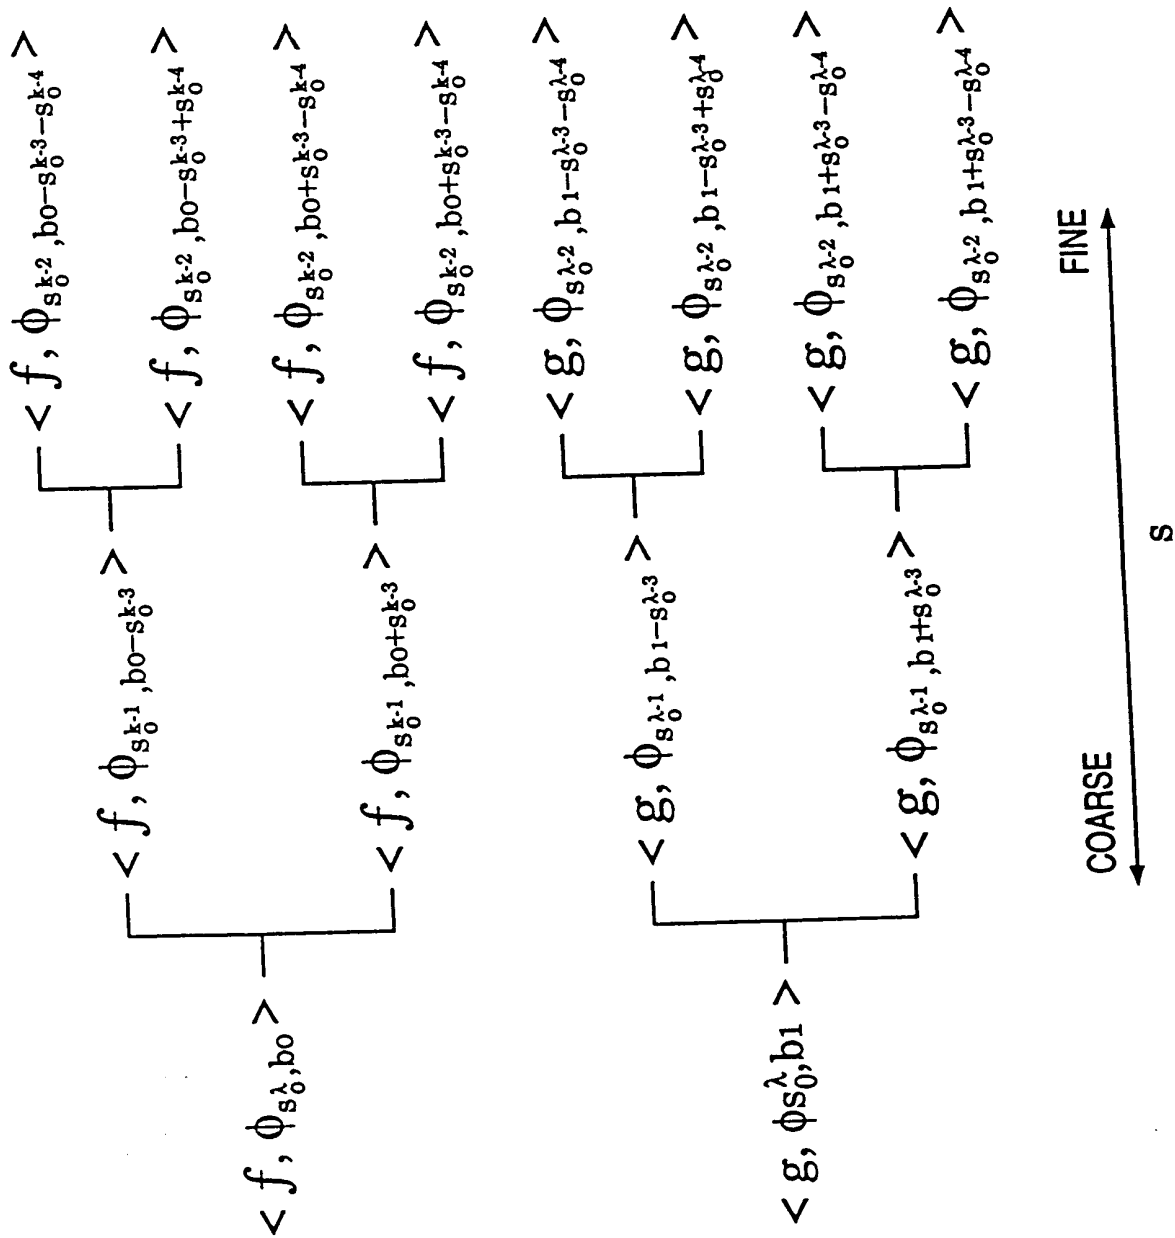 < f, ϕ_{s_0^λ, b0} >
< g, ϕs_0^λ, b1 >
< f, ϕ_{s_0^{k-1}, b0−s_0^{k-3}} >
< f, ϕ_{s_0^{k-1}, b0+s_0^{k-3}} >
< g, ϕ_{s_0^{λ-1}, b1−s_0^{λ-3}} >
< g, ϕ_{s_0^{λ-1}, b1+s_0^{λ-3}} >
< f, ϕ_{s_0^{k-2}, b0−s_0^{k-3}−s_0^{k-4}} >
< f, ϕ_{s_0^{k-2}, b0−s_0^{k-3}+s_0^{k-4}} >
< f, ϕ_{s_0^{k-2}, b0+s_0^{k-3}−s_0^{k-4}} >
< f, ϕ_{s_0^{k-2}, b0+s_0^{k-3}−s_0^{k-4}} >
< g, ϕ_{s_0^{λ-2}, b1−s_0^{λ-3}−s_0^{λ-4}} >
< g, ϕ_{s_0^{λ-2}, b1−s_0^{λ-3}+s_0^{λ-4}} >
< g, ϕ_{s_0^{λ-2}, b1+s_0^{λ-3}−s_0^{λ-4}} >
< g, ϕ_{s_0^{λ-2}, b1+s_0^{λ-3}−s_0^{λ-4}} >
COARSE FINE
s